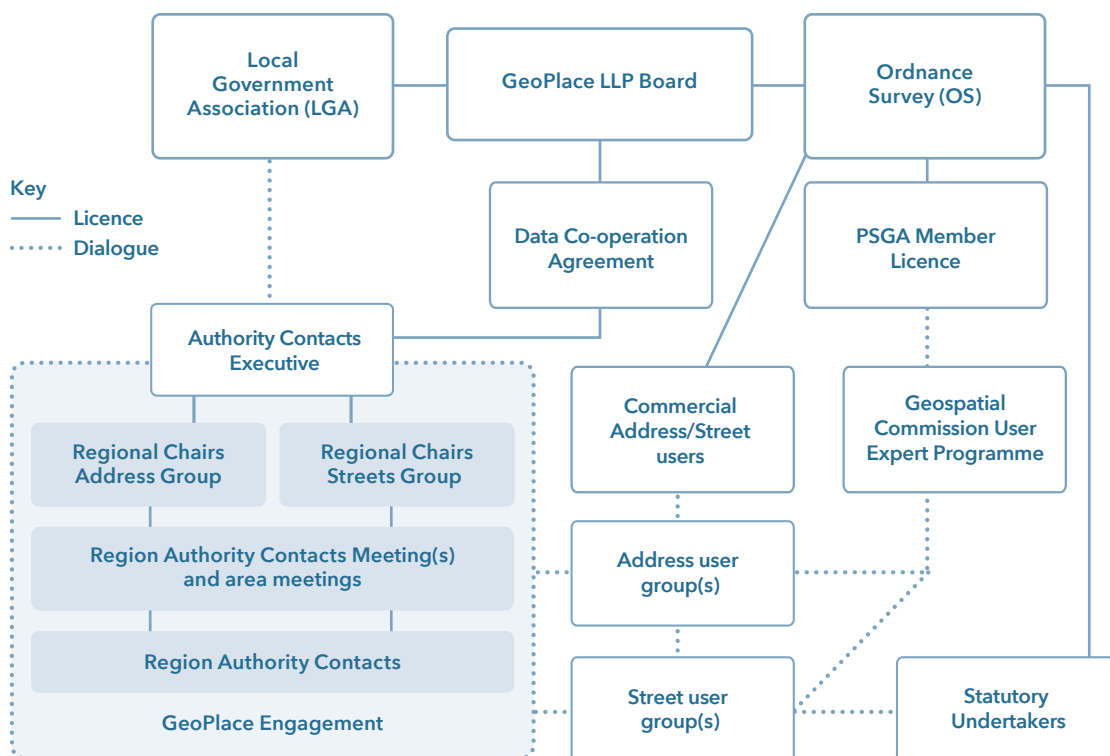 Local
Government
Association (LGA)
GeoPlace LLP Board
Ordnance
Survey (OS)
Key
Licence
Dialogue
Data Co-operation
Agreement
PSGA Member
Licence
Authority Contacts
Executive
Commercial
Address/Street
users
Geospatial
Commission User
Expert Programme
Regional Chairs
Address Group
Regional Chairs
Streets Group
Region Authority Contacts Meeting(s)
and area meetings
Address user
group(s)
Region Authority Contacts
GeoPlace Engagement
Street user
group(s)
Statutory
Undertakers